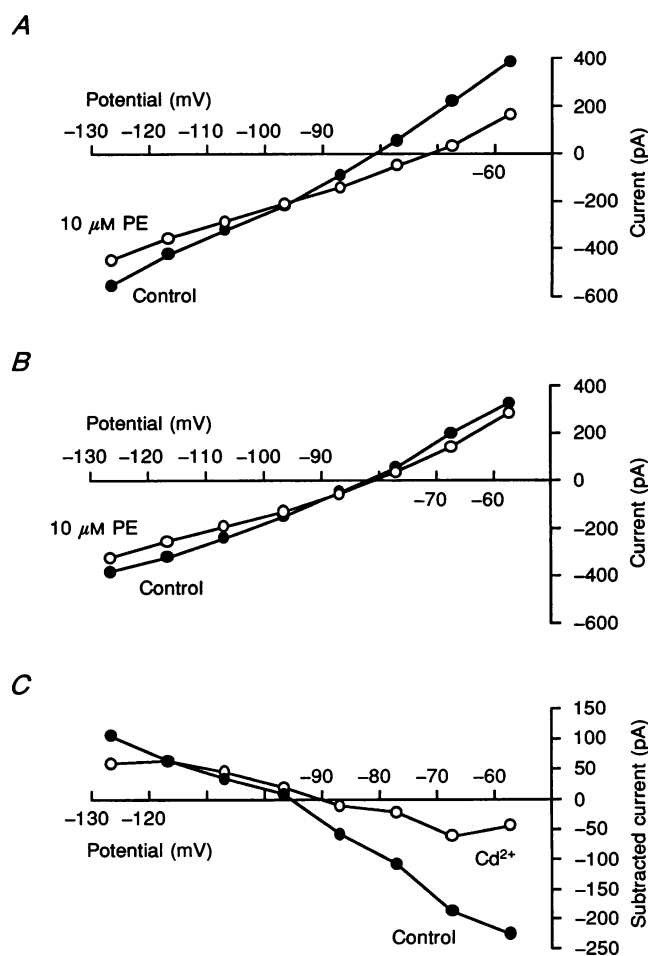 A
400
Potential (mV)
200
−130 −120 −110 −100 −90
0
−60
10 μM PE
−200
−400
Control
−600
Current (pA)
B
400
Potential (mV)
200
−130 −120 −110 −100 −90
0
−70 −60
10 μM PE
−200
Control
−400
−600
Current (pA)
C
150
100
50
−90 −80 −70 −60
0
−130 −120
−50
Potential (mV)
Cd2+
−100
−150
−200
Control
−250
Subtracted current (pA)